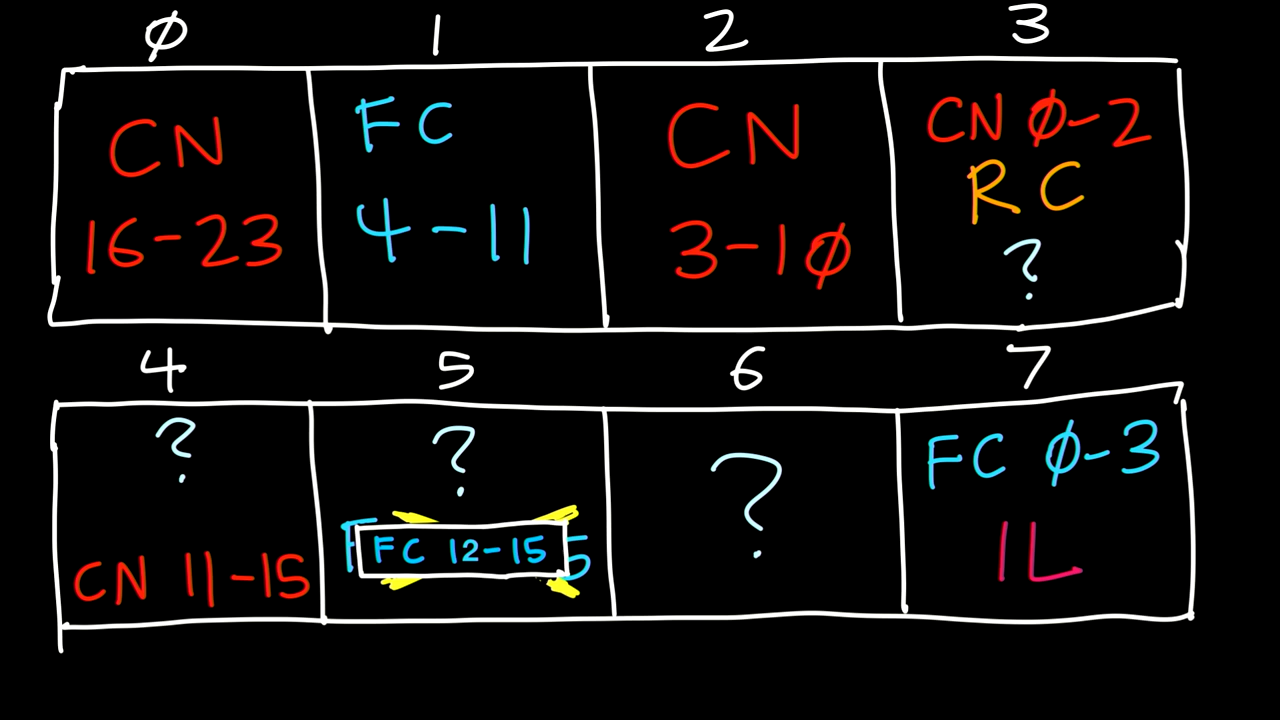 0 1 2 3
CN FC CN CN 0-2
RC
16-23 4-11 3-10 ?
4 5 6 7
? ? ? FC 0-3
CN 11-15 FC 12-15 IL